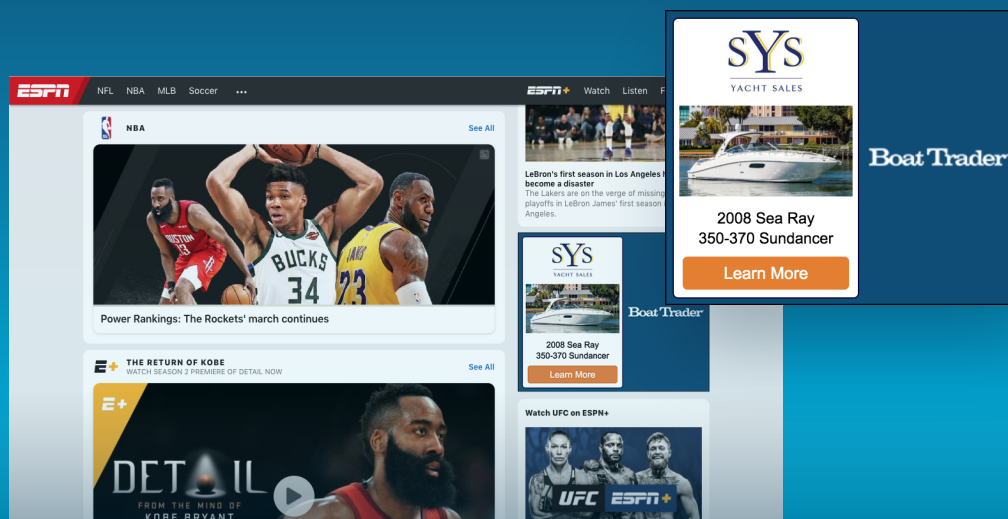 ESPN
NFL NBA MLB Soccer ...
ESPN+ Watch Listen F
NBA
See All
HOUSTON
13
BUCKS
34
23
Power Rankings: The Rockets' march continues
E+
THE RETURN OF KOBE
WATCH SEASON 2 PREMIERE OF DETAIL NOW
See All
E+
DETAIL
FROM THE MIND OF
KOBE BRYANT
LeBron's first season in Los Angeles h
become a disaster
The Lakers are on the verge of missing
playoffs in LeBron James' first season i
Angeles.
SYS
YACHT SALES
2008 Sea Ray
350-370 Sundancer
Learn More
Boat Trader
Watch UFC on ESPN+
UFC ESPN+
SYS
YACHT SALES
2008 Sea Ray
350-370 Sundancer
Learn More
Boat Trader